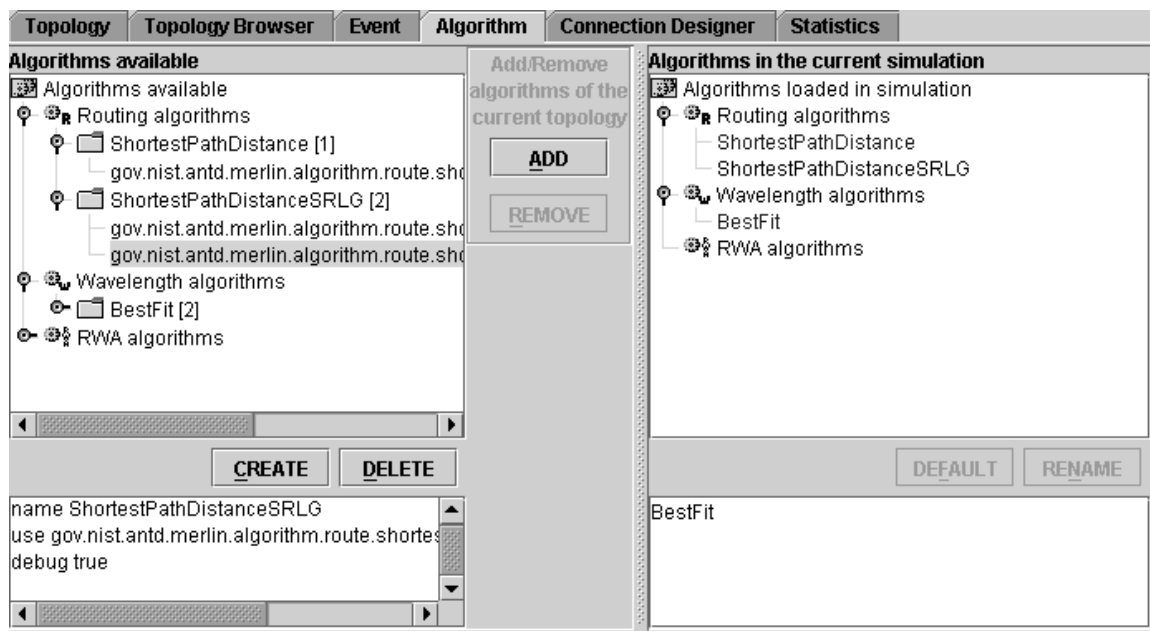 Topology Topology Browser Event Algorithm Connection Designer Statistics
Algorithms available
Algorithms available
R Routing algorithms
ShortestPathDistance [1]
gov.nist.antd.merlin.algorithm.route.sho
ShortestPathDistanceSRLG [2]
gov.nist.antd.merlin.algorithm.route.sho
gov.nist.antd.merlin.algorithm.route.sho
W Wavelength algorithms
BestFit [2]
RWA algorithms
CREATE DELETE
name ShortestPathDistanceSRLG
use gov.nist.antd.merlin.algorithm.route.shortes
debug true
Add/Remove
algorithms of the
current topology
ADD
REMOVE
Algorithms in the current simulation
Algorithms loaded in simulation
R Routing algorithms
ShortestPathDistance
ShortestPathDistanceSRLG
W Wavelength algorithms
BestFit
RWA algorithms
DEFAULT RENAME
BestFit